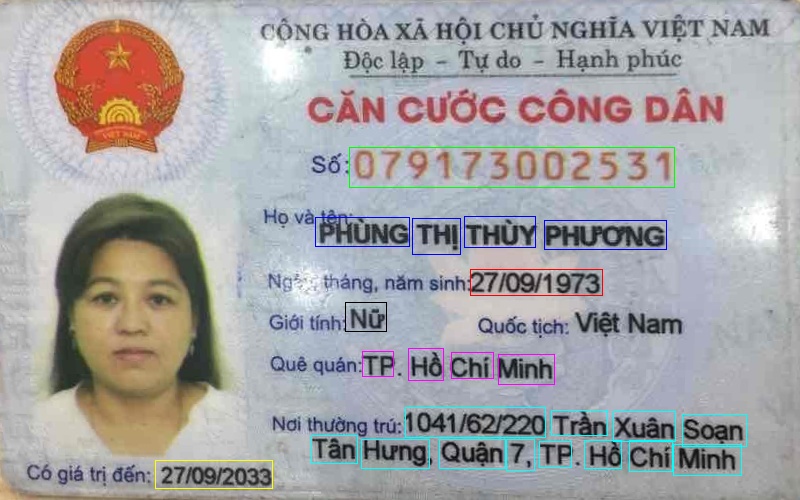 CỘNG HÒA XÃ HỘI CHỦ NGHĨA VIỆT NAM
Độc lập - Tự do - Hạnh phúc
CĂN CƯỚC CÔNG DÂN
Số: 079173002531
Họ và tên:
PHÙNG THỊ THÙY PHƯƠNG
Ngày, tháng, năm sinh: 27/09/1973
Giới tính: Nữ Quốc tịch: Việt Nam
Quê quán: TP. Hồ Chí Minh
Nơi thường trú: 1041/62/220 Trần Xuân Soạn
Tân Hưng, Quận 7, TP. Hồ Chí Minh
Có giá trị đến: 27/09/2033
VIỆT NAM